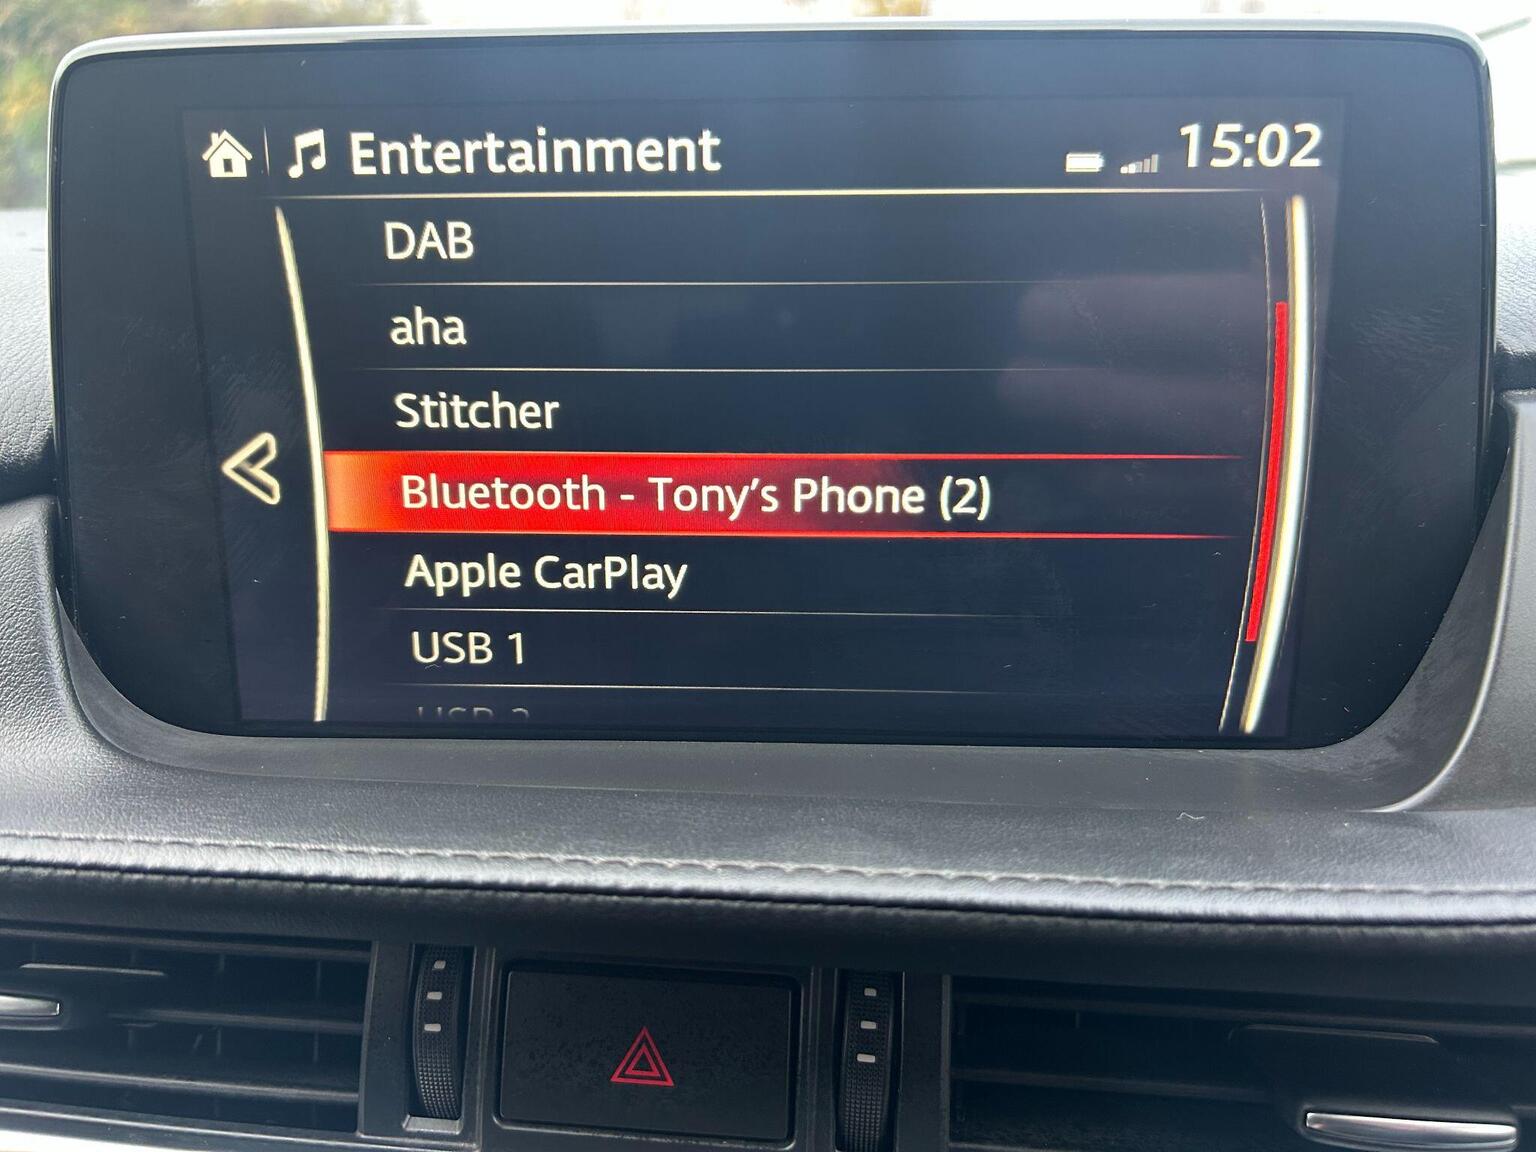 Entertainment
15:02
DAB
aha
Stitcher
Bluetooth - Tony's Phone (2)
Apple CarPlay
USB 1